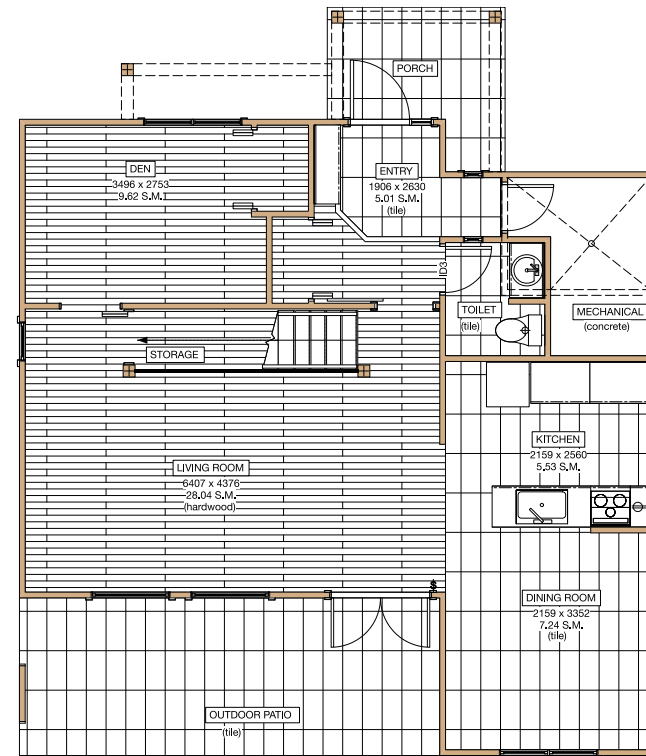 PORCH
DEN
3496 x 2753
9.62 S.M.
ENTRY
1906 x 2630
5.01 S.M.
(tile)
ID3
TOILET
(tile)
MECHANICAL
(concrete)
STORAGE
KITCHEN
2159 x 2560
5.53 S.M.
LIVING ROOM
6407 x 4376
28.04 S.M.
(hardwood)
$
DINING ROOM
2159 x 3352
7.24 S.M.
(tile)
OUTDOOR PATIO
(tile)